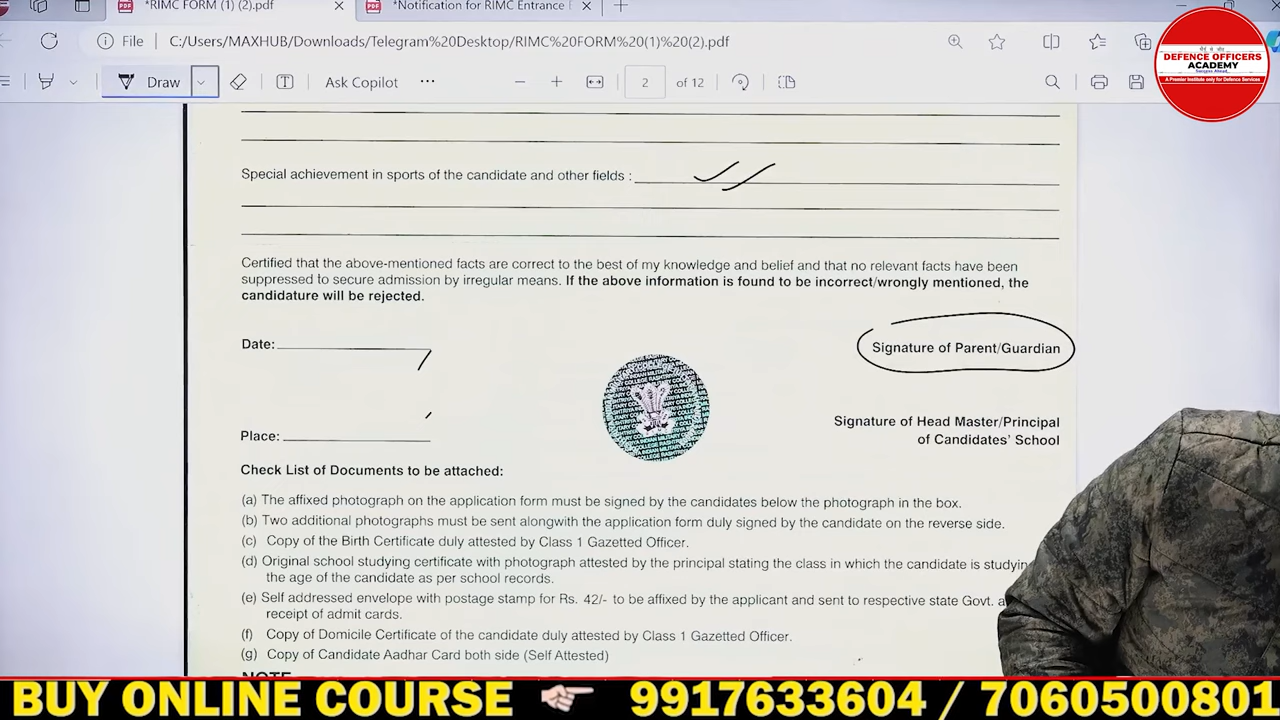 *RIMC FORM (1) (2).pdf
*Notification for RIMC Entrance
File
C:/Users/MAXHUB/Downloads/Telegram%20Desktop/RIMC%20FORM%20(1)%20(2).pdf
Draw
Ask Copilot
2 of 12
DEFENCE OFFICERS
ACADEMY
A Premier Institute only for Defence Services
Special achievement in sports of the candidate and other fields :
Certified that the above-mentioned facts are correct to the best of my knowledge and belief and that no relevant facts have been
suppressed to secure admission by irregular means. If the above information is found to be incorrect/wrongly mentioned, the
candidature will be rejected.
Date:
Signature of Parent/Guardian
Signature of Head Master/Principal
of Candidates' School
Place:
Check List of Documents to be attached:
(a) The affixed photograph on the application form must be signed by the candidates below the photograph in the box.
(b) Two additional photographs must be sent alongwith the application form duly signed by the candidate on the reverse side.
(c) Copy of the Birth Certificate duly attested by Class 1 Gazetted Officer.
(d) Original school studying certificate with photograph attested by the principal stating the class in which the candidate is
the age of the candidate as per school records.
(e) Self addressed envelope with postage stamp for Rs. 42/- to be affixed by the applicant and sent to respective state Govt.
receipt of admit cards.
(f) Copy of Domicile Certificate of the candidate duly attested by Class 1 Gazetted Officer.
(g) Copy of Candidate Aadhar Card both side (Self Attested)
NOTE
BUY ONLINE COURSE 9917633604 / 7060500801